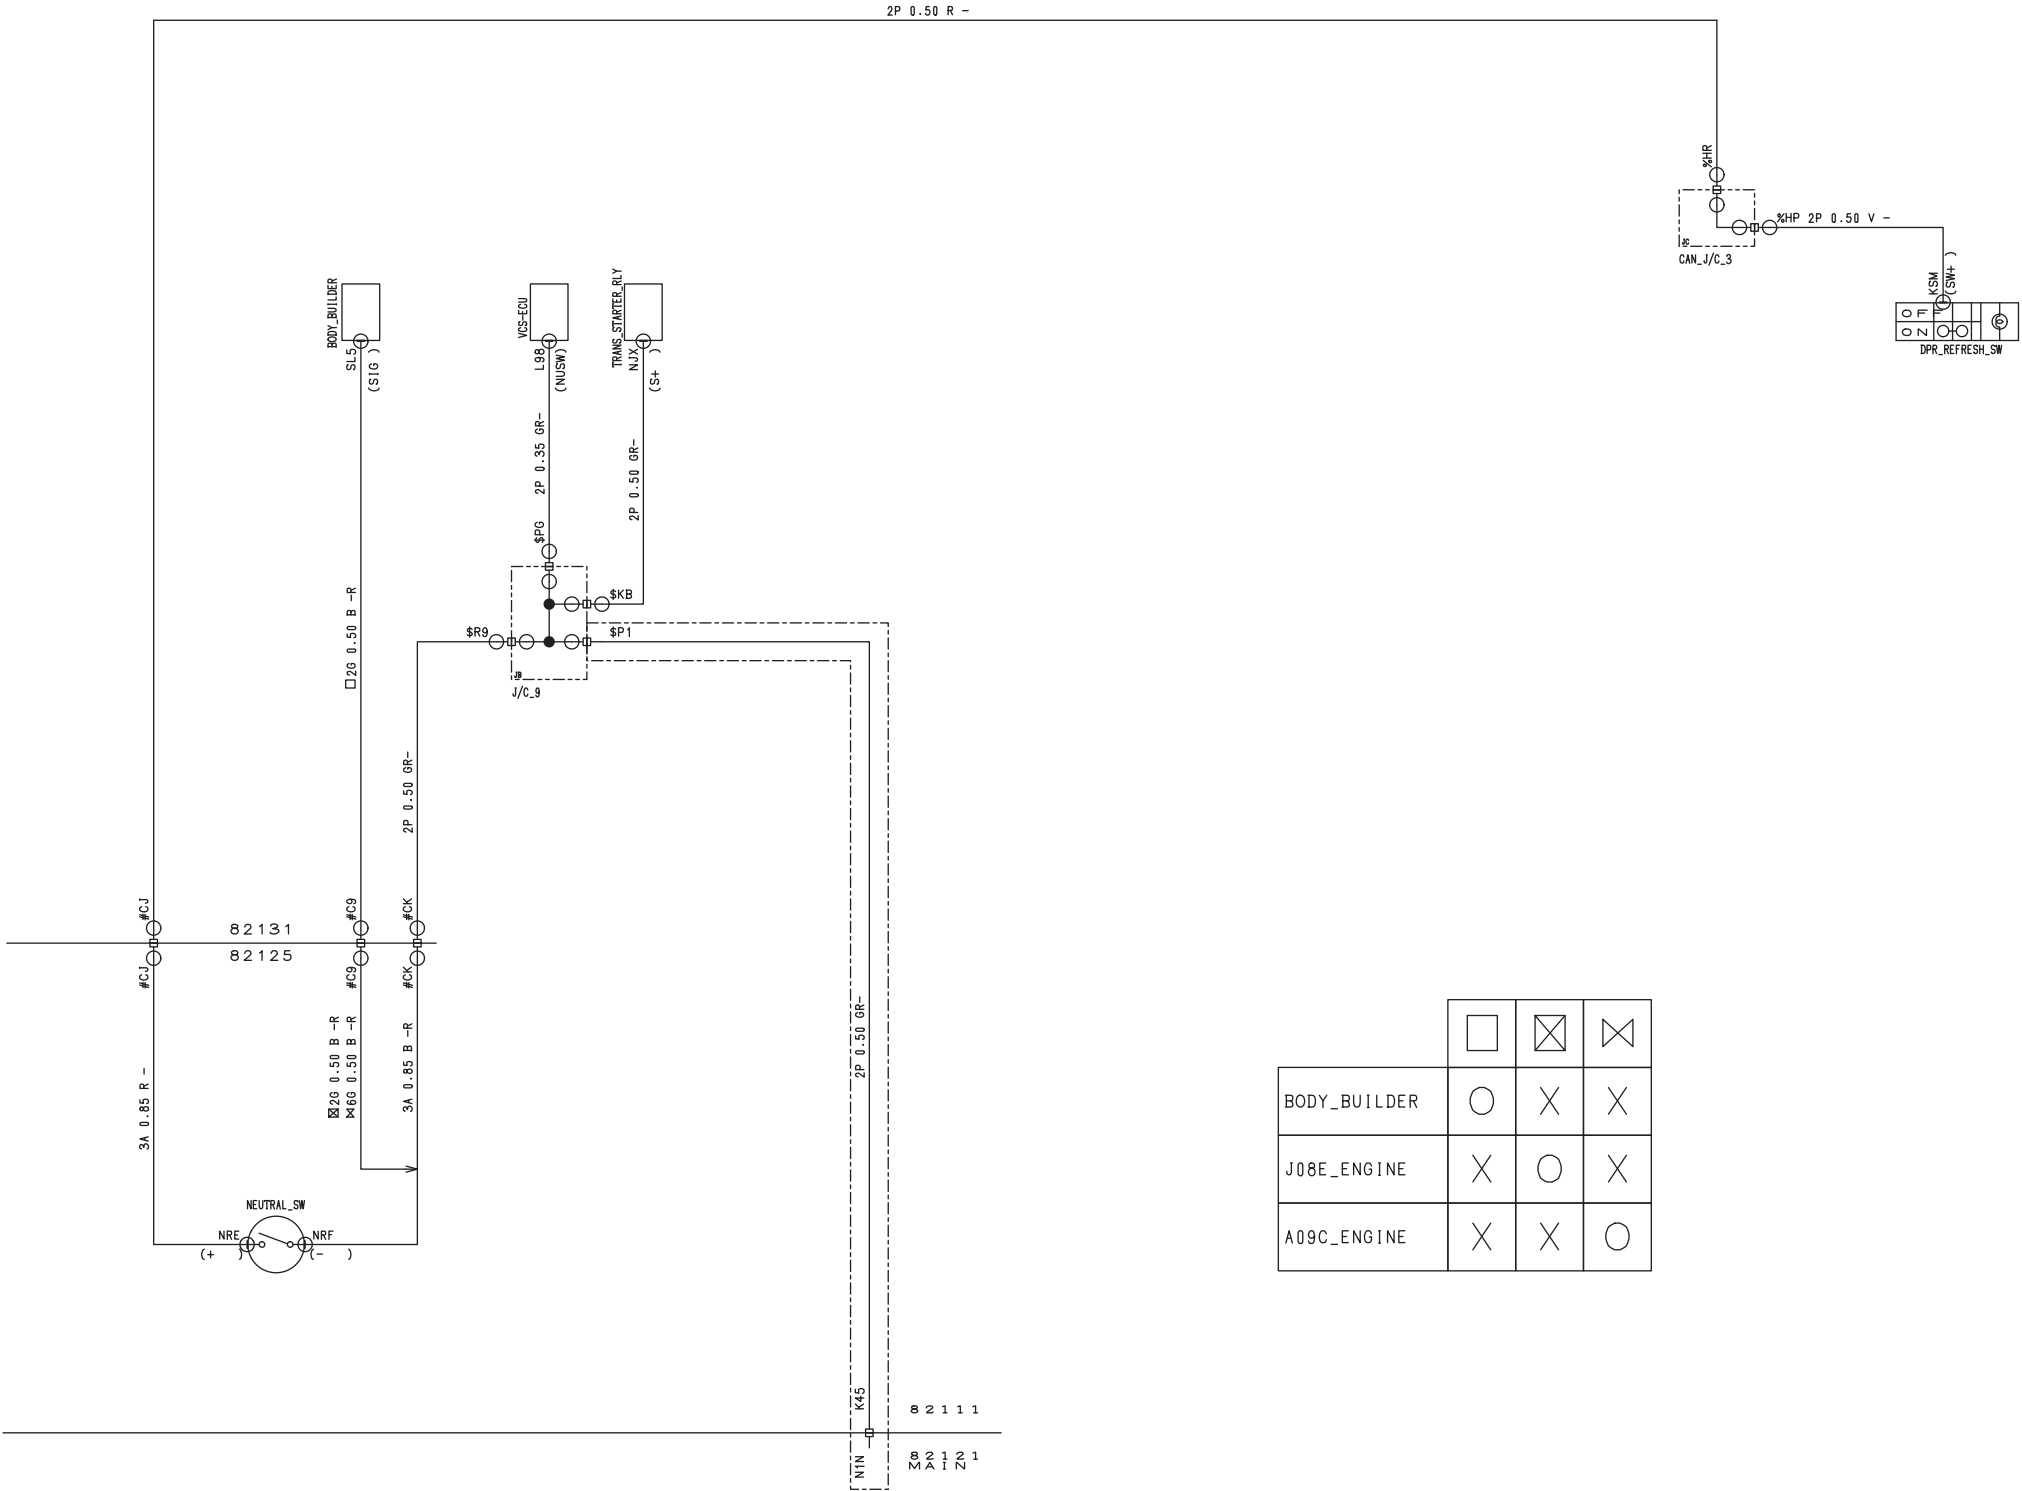 2P 0.50 R -
%HR
JC
CAN_J/C_3
%HP 2P 0.50 V -
KSM
(SW+ )
OFF
ON
DPR_REFRESH_SW
BODY_BUILDER
SL5
(SIG )
VCS-ECU
L98
(NUSW)
TRANS_STARTER_RLY
NJX
(S+ )
2P 0.35 GR-
2P 0.50 GR-
$PG
$KB
$R9
$P1
JB
J/C_9
□2G 0.50 B -R
2P 0.50 GR-
#CJ
#C9
#CK
82131
82125
#CJ
#C9
#CK
3A 0.85 R -
⊠2G 0.50 B -R
⋈6G 0.50 B -R
3A 0.85 B -R
NEUTRAL_SW
NRE
(+ )
NRF
(- )
2P 0.50 GR-
K45
N1N
82111
82121
MAIN
□ ⊠ ⋈
BODY_BUILDER ○ X X
J08E_ENGINE X ○ X
A09C_ENGINE X X ○